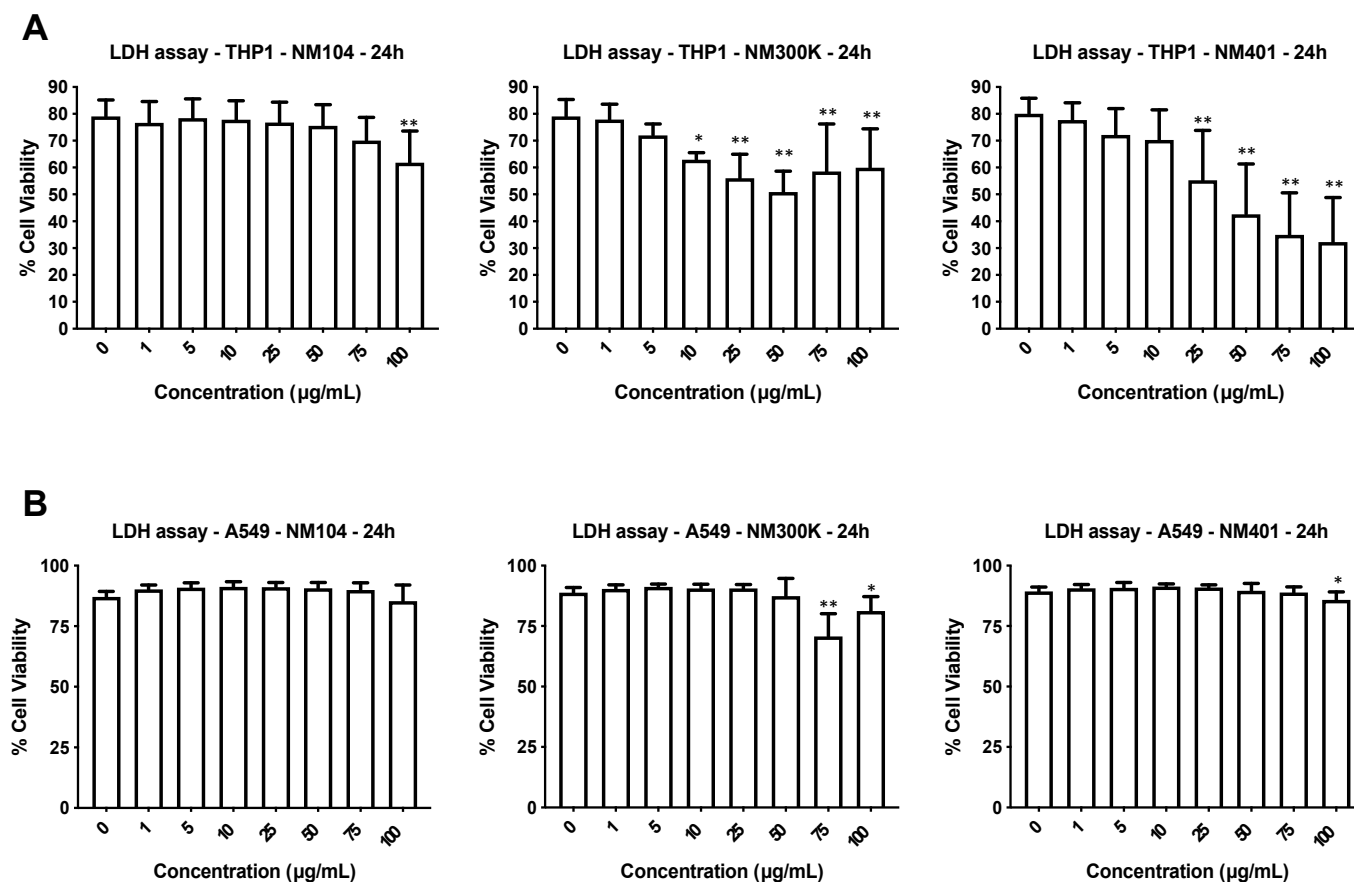 A
LDH assay - THP1 - NM104 - 24h
% Cell Viability
90
80
70
60
50
40
30
20
10
0
**
0 1 5 10 25 50 75 100
Concentration (µg/mL)
LDH assay - THP1 - NM300K - 24h
% Cell Viability
90
80
70
60
50
40
30
20
10
0
* ** ** ** **
0 1 5 10 25 50 75 100
Concentration (µg/mL)
LDH assay - THP1 - NM401 - 24h
% Cell Viability
90
80
70
60
50
40
30
20
10
0
** ** ** **
0 1 5 10 25 50 75 100
Concentration (µg/mL)
B
LDH assay - A549 - NM104 - 24h
% Cell Viability
100
75
50
25
0
0 1 5 10 25 50 75 100
Concentration (µg/mL)
LDH assay - A549 - NM300K - 24h
% Cell Viability
100
75
50
25
0
** *
0 1 5 10 25 50 75 100
Concentration (µg/mL)
LDH assay - A549 - NM401 - 24h
% Cell Viability
100
75
50
25
0
*
0 1 5 10 25 50 75 100
Concentration (µg/mL)